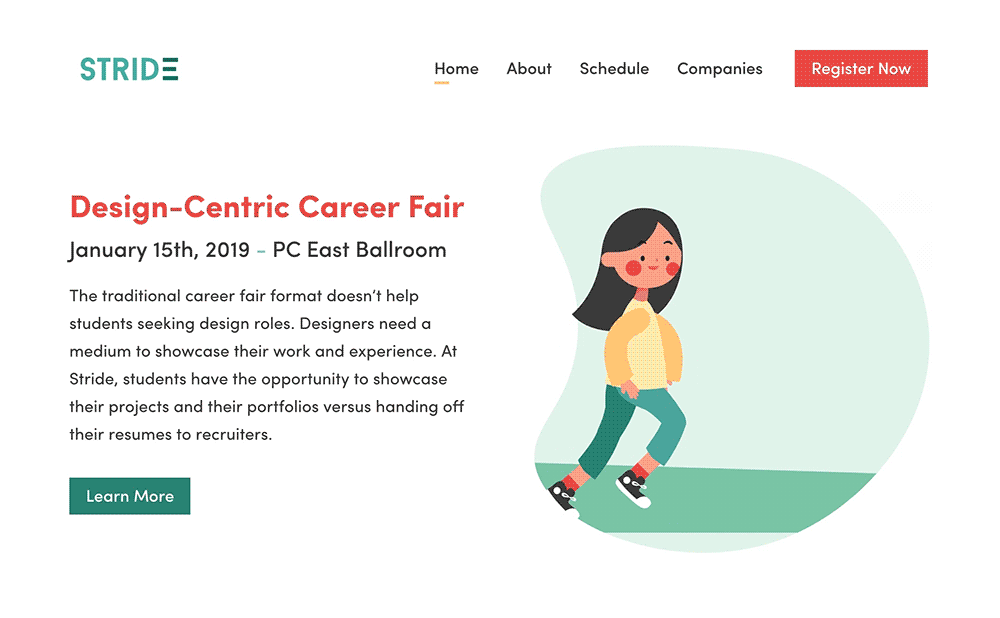 STRIDE
Home
About
Schedule
Companies
Register Now
Design-Centric Career Fair
January 15th, 2019 - PC East Ballroom
The traditional career fair format doesn’t help
students seeking design roles. Designers need a
medium to showcase their work and experience. At
Stride, students have the opportunity to showcase
their projects and their portfolios versus handing off
their resumes to recruiters.
Learn More